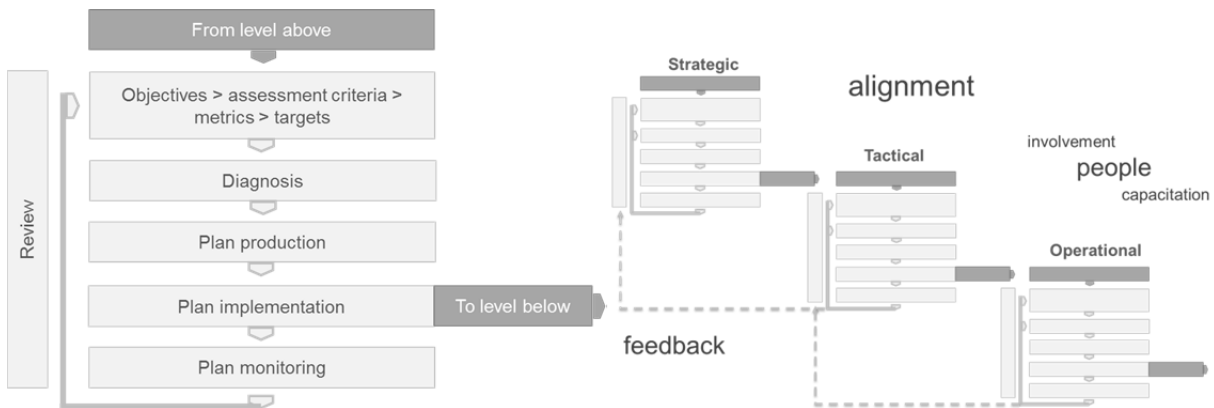 From level above
Review
Objectives > assessment criteria >
metrics > targets
Diagnosis
Plan production
Plan implementation
To level below
Plan monitoring
Strategic
alignment
Tactical
involvement
people
capacitation
Operational
feedback